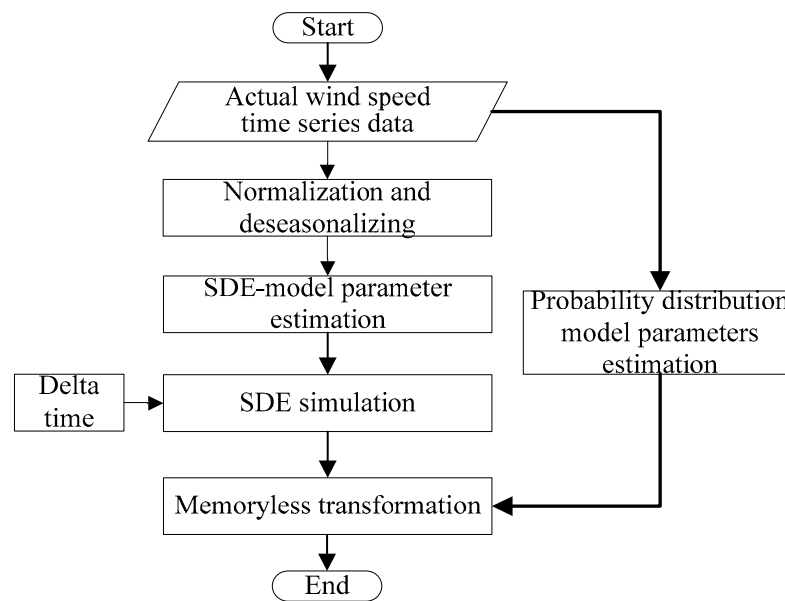 Start
Actual wind speed
time series data
Normalization and
deseasonalizing
SDE-model parameter
estimation
Probability distribution
model parameters
estimation
Delta
time
SDE simulation
Memoryless transformation
End